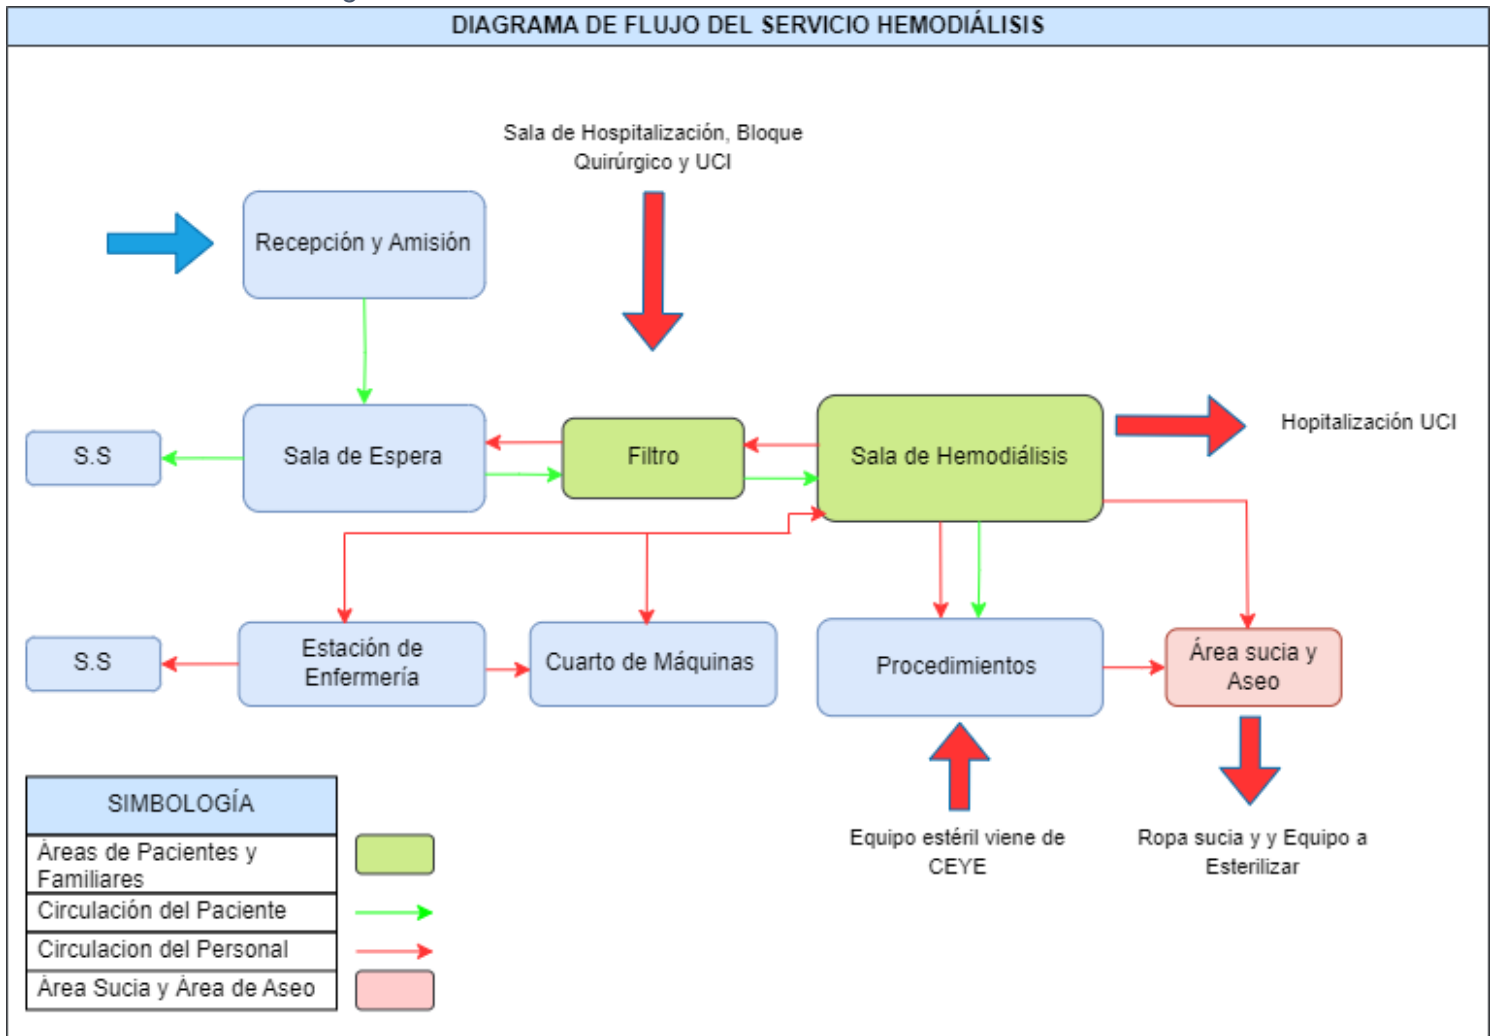 DIAGRAMA DE FLUJO DEL SERVICIO HEMODIÁLISIS
Sala de Hospitalización, Bloque
Quirúrgico y UCI
Recepción y Amisión
S.S
Sala de Espera
Filtro
Sala de Hemodiálisis
Hopitalización UCI
S.S
Estación de
Enfermería
Cuarto de Máquinas
Procedimientos
Área sucia y
Aseo
Equipo estéril viene de
CEYE
Ropa sucia y y Equipo a
Esterilizar
SIMBOLOGÍA
Áreas de Pacientes y
Familiares
Circulación del Paciente
Circulacion del Personal
Área Sucia y Área de Aseo